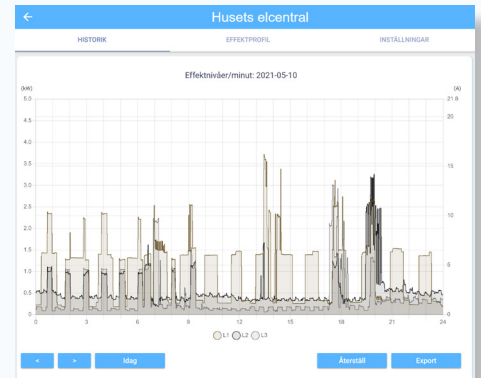 Husets elcentral
HISTORIK EFFEKTPROFIL INSTÄLLNINGAR
Effektnivåer/minut: 2021-05-10
(kW) (A)
5.0 21.8
20
4.5
4.0
3.5
15
3.0
2.5
10
2.0
1.5
5
1.0
0.5
0 0
0 3 6 9 12 15 18 21 24
L1 L2 L3
< > Idag Återställ Export